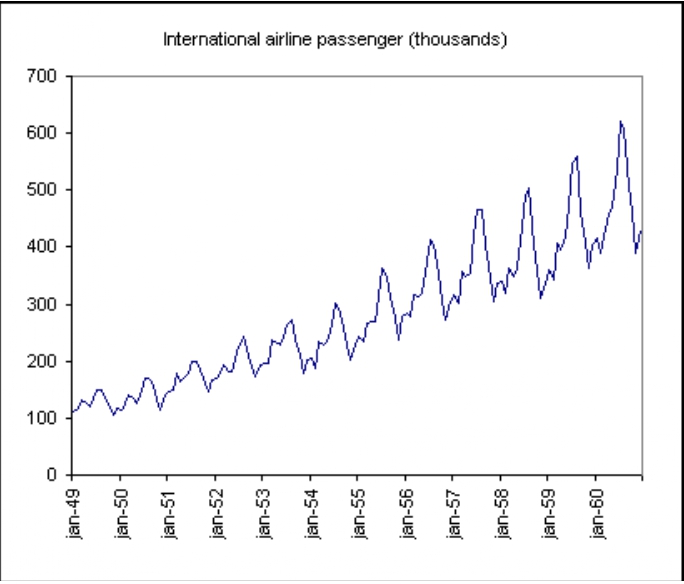 International airline passenger (thousands)
700
600
500
400
300
200
100
0
jan-49
jan-50
jan-51
jan-52
jan-53
jan-54
jan-55
jan-56
jan-57
jan-58
jan-59
jan-60